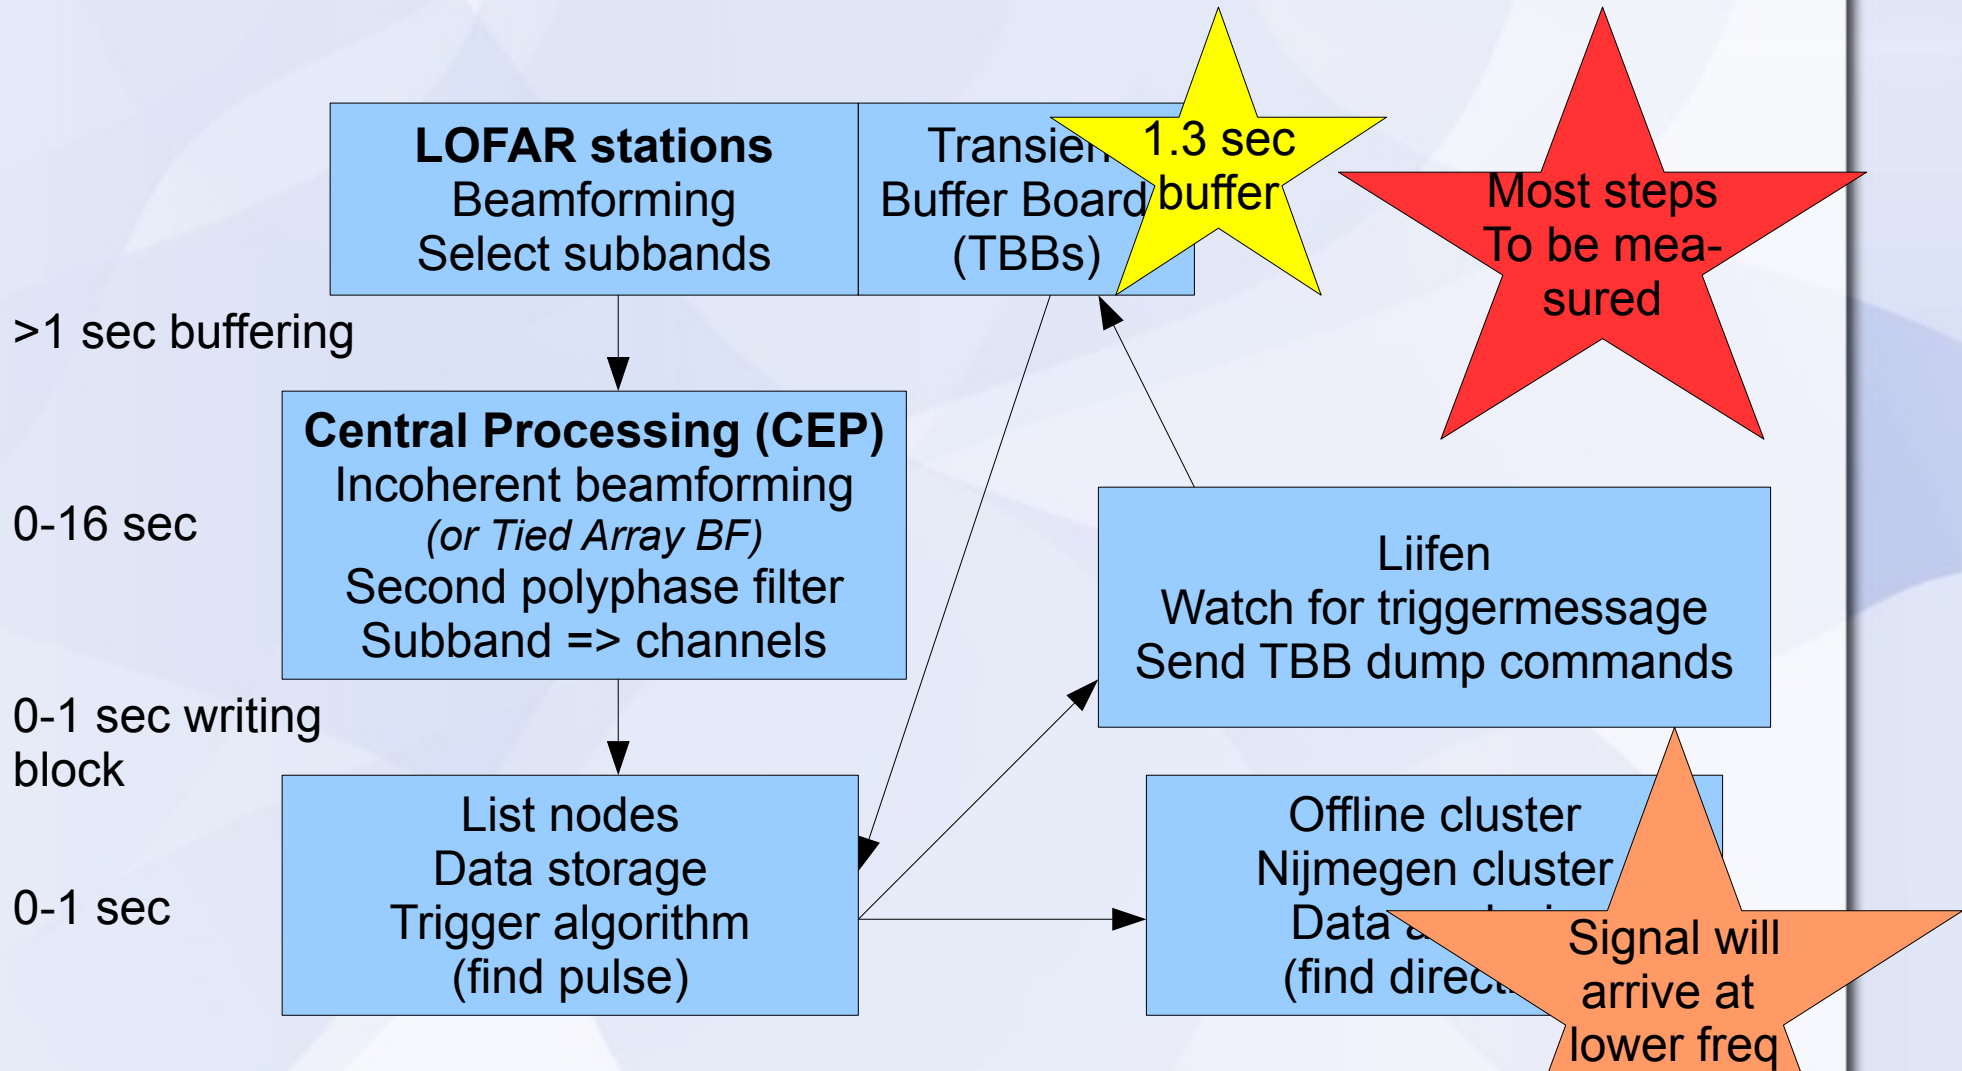 LOFAR stations
Beamforming
Select subbands
Transien
Buffer Board
(TBBs)
1.3 sec
buffer
Most steps
To be mea-
sured
>1 sec buffering
Central Processing (CEP)
Incoherent beamforming
(or Tied Array BF)
Second polyphase filter
Subband => channels
0-16 sec
Liifen
Watch for triggermessage
Send TBB dump commands
0-1 sec writing
block
List nodes
Data storage
Trigger algorithm
(find pulse)
0-1 sec
Offline cluster
Nijmegen cluster
Data
(find
Signal will
arrive at
lower freq